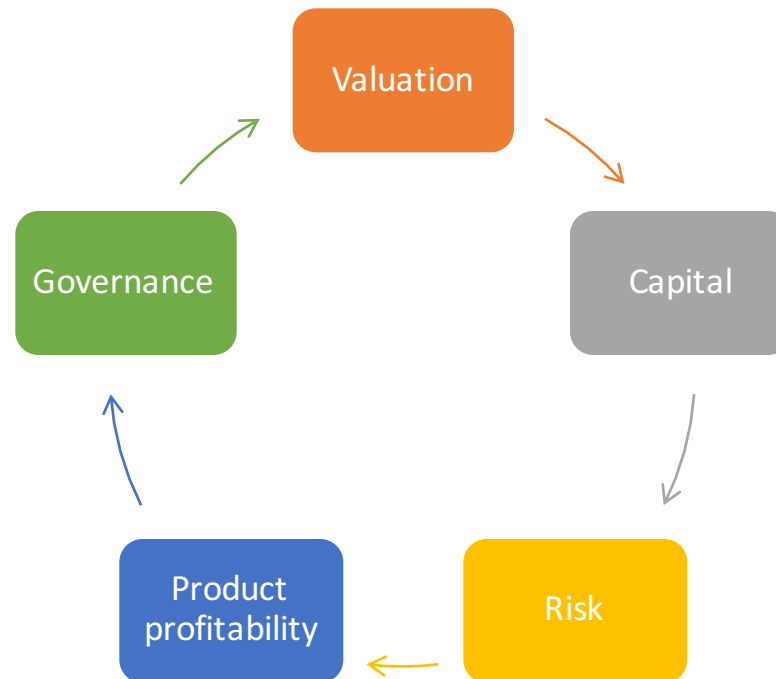 Valuation
Capital
Risk
Product
profitability
Governance